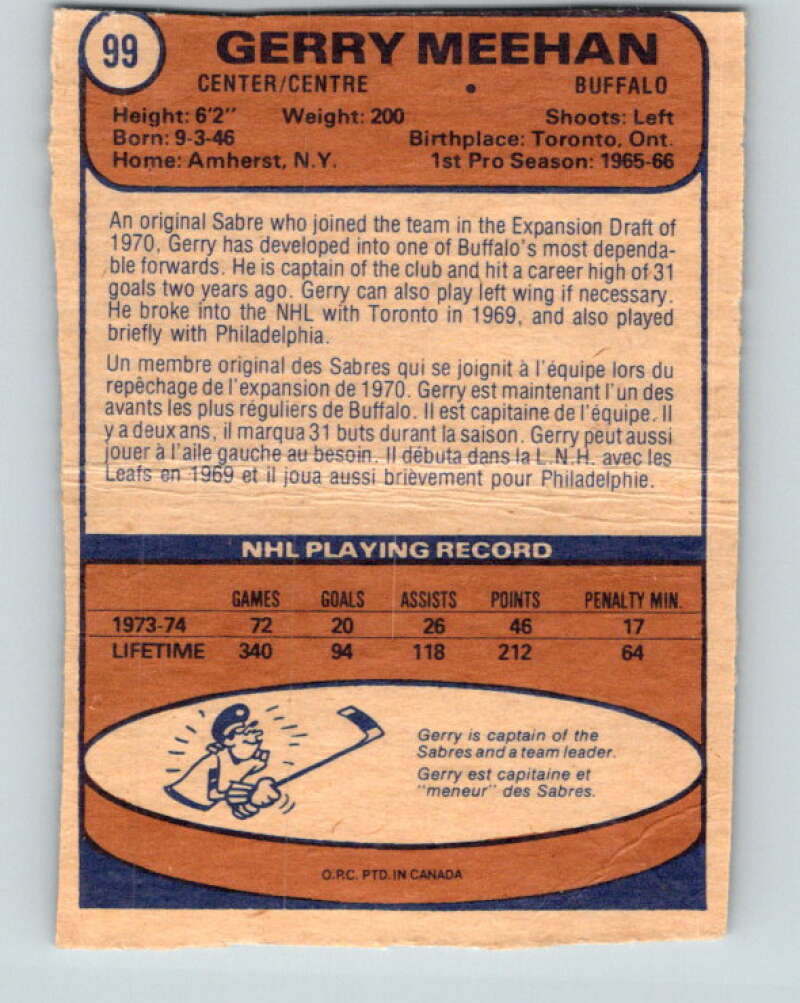 99
GERRY MEEHAN
CENTER/CENTRE • BUFFALO
Height: 6'2" Weight: 200 Shoots: Left
Born: 9-3-46 Birthplace: Toronto, Ont.
Home: Amherst, N.Y. 1st Pro Season: 1965-66
An original Sabre who joined the team in the Expansion Draft of
1970, Gerry has developed into one of Buffalo's most dependa-
ble forwards. He is captain of the club and hit a career high of 31
goals two years ago. Gerry can also play left wing if necessary.
He broke into the NHL with Toronto in 1969, and also played
briefly with Philadelphia.
Un membre original des Sabres qui se joignit à l'équipe lors du
repêchage de l'expansion de 1970. Gerry est maintenant l'un des
avants les plus réguliers de Buffalo. Il est capitaine de l'équipe. Il
y a deux ans, il marqua 31 buts durant la saison. Gerry peut aussi
jouer à l'aile gauche au besoin. Il débuta dans la L.N.H. avec les
Leafs en 1969 et il joua aussi brièvement pour Philadelphie.
NHL PLAYING RECORD
GAMES GOALS ASSISTS POINTS PENALTY MIN.
1973-74 72 20 26 46 17
LIFETIME 340 94 118 212 64
Gerry is captain of the
Sabres and a team leader.
Gerry est capitaine et
"meneur" des Sabres.
O.P.C. PTD. IN CANADA